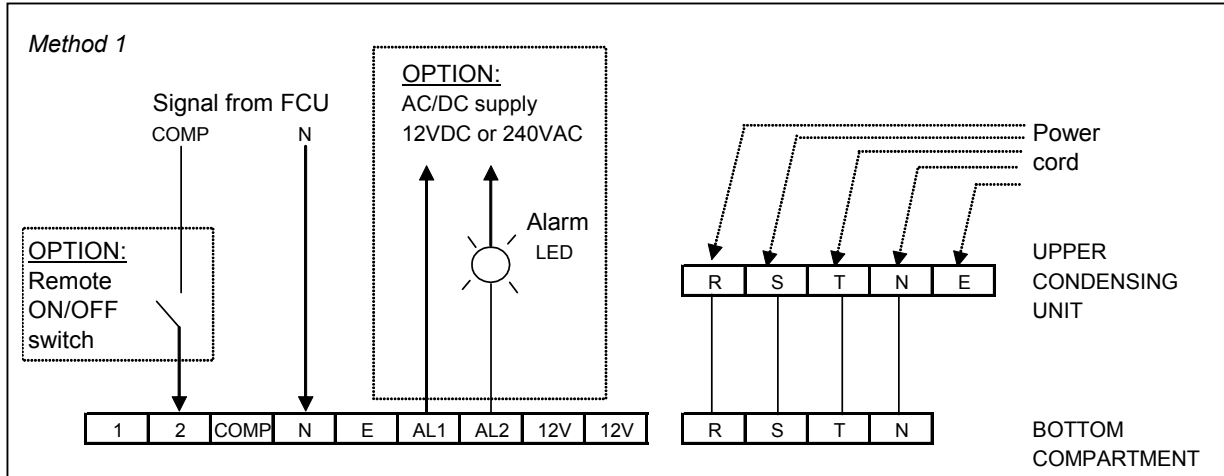 Method 1
Signal from FCU
COMP N
OPTION:
Remote
ON/OFF
switch
OPTION:
AC/DC supply
12VDC or 240VAC
Alarm
LED
1 2 COMP N E AL1 AL2 12V 12V
Power
cord
R S T N E
UPPER
CONDENSING
UNIT
R S T N
BOTTOM
COMPARTMENT